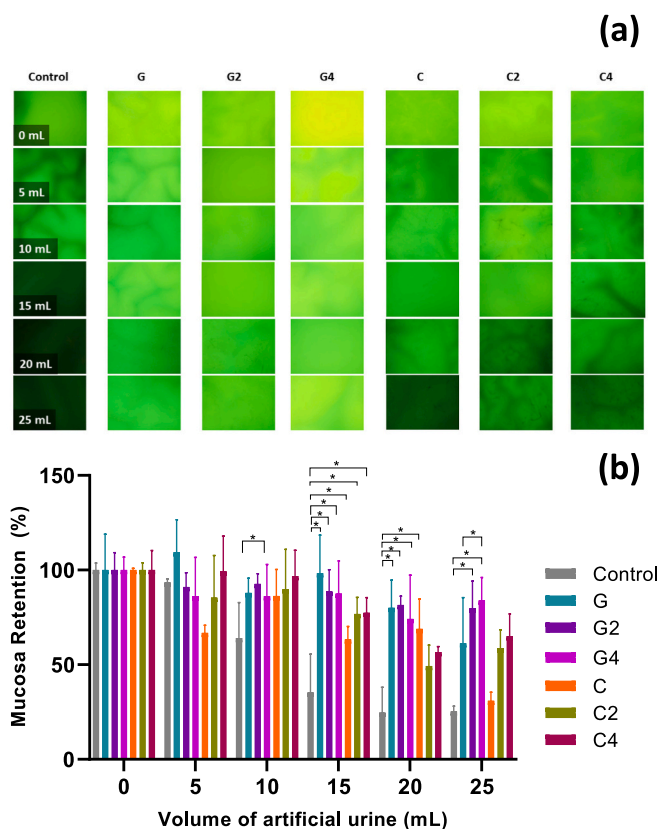 (a)
Control G G2 G4 C C2 C4
0 mL
5 mL
10 mL
15 mL
20 mL
25 mL
(b)
150
100
50
0
Mucosa Retention (%)
* * * * * * * * * * * *
0 5 10 15 20 25
Volume of artificial urine (mL)
Control
G
G2
G4
C
C2
C4